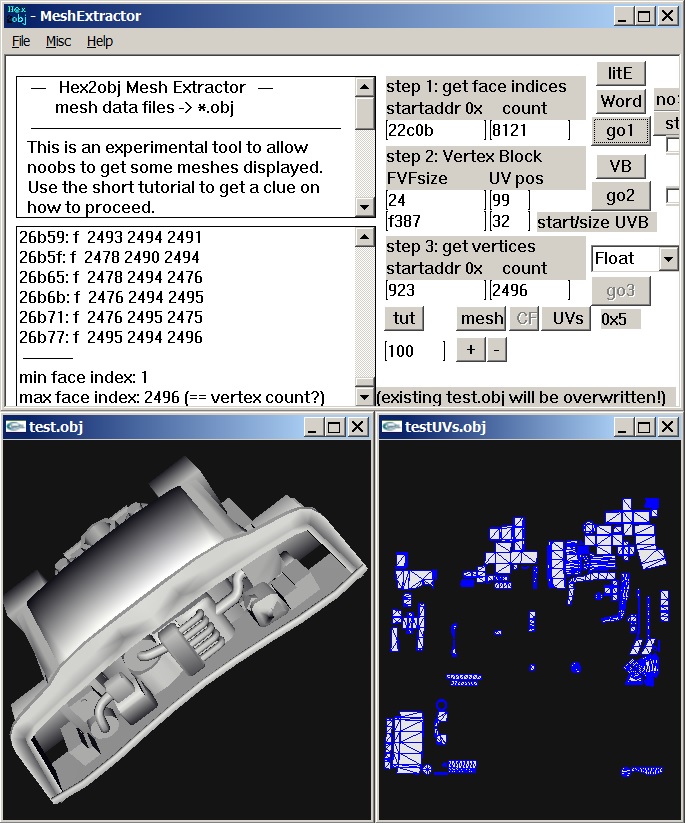 Hex obj - MeshExtractor
File Misc Help
— Hex2obj Mesh Extractor —
mesh data files -> *.obj
This is an experimental tool to allow
noobs to get some meshes displayed.
Use the short tutorial to get a clue on
how to proceed.
26b59: f 2493 2494 2491
26b5f: f 2478 2490 2494
26b65: f 2478 2494 2476
26b6b: f 2476 2494 2495
26b71: f 2476 2495 2475
26b77: f 2495 2494 2496
min face index: 1
max face index: 2496 (== vertex count?)
step 1: get face indices
startaddr 0x count
22c0b 8121
litE
Word
go1
no
st
step 2: Vertex Block
FVFsize UV pos
24 99
f387 32 start/size UVB
VB
go2
step 3: get vertices
startaddr 0x count
923 2496
Float
go3
tut mesh CF UVs 0x5
100 + -
(existing test.obj will be overwritten!)
test.obj
testUVs.obj